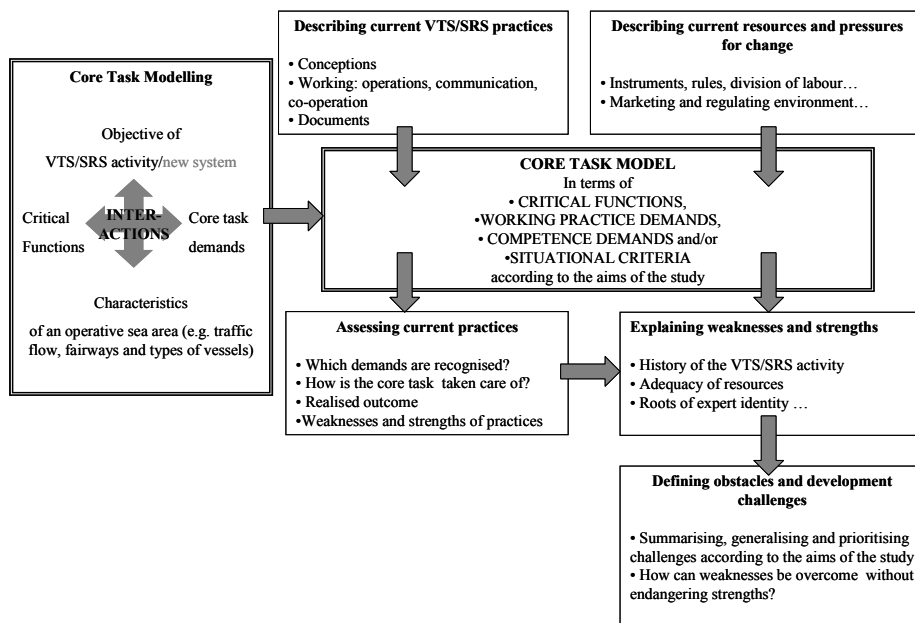 Core Task Modelling
Objective of
VTS/SRS activity/new system
Critical
Functions
INTER-
ACTIONS
Core task
demands
Characteristics
of an operative sea area (e.g. traffic
flow, fairways and types of vessels)
Describing current VTS/SRS practices
• Conceptions
• Working: operations, communication,
co-operation
• Documents
Describing current resources and pressures
for change
• Instruments, rules, division of labour…
• Marketing and regulating environment…
CORE TASK MODEL
In terms of
• CRITICAL FUNCTIONS,
•WORKING PRACTICE DEMANDS,
• COMPETENCE DEMANDS and/or
•SITUATIONAL CRITERIA
according to the aims of the study
Assessing current practices
• Which demands are recognised?
• How is the core task taken care of?
• Realised outcome
•Weaknesses and strengths of practices
Explaining weaknesses and strengths
• History of the VTS/SRS activity
• Adequacy of resources
• Roots of expert identity …
Defining obstacles and development
challenges
• Summarising, generalising and prioritising
challenges according to the aims of the study
• How can weaknesses be overcome without
endangering strengths?